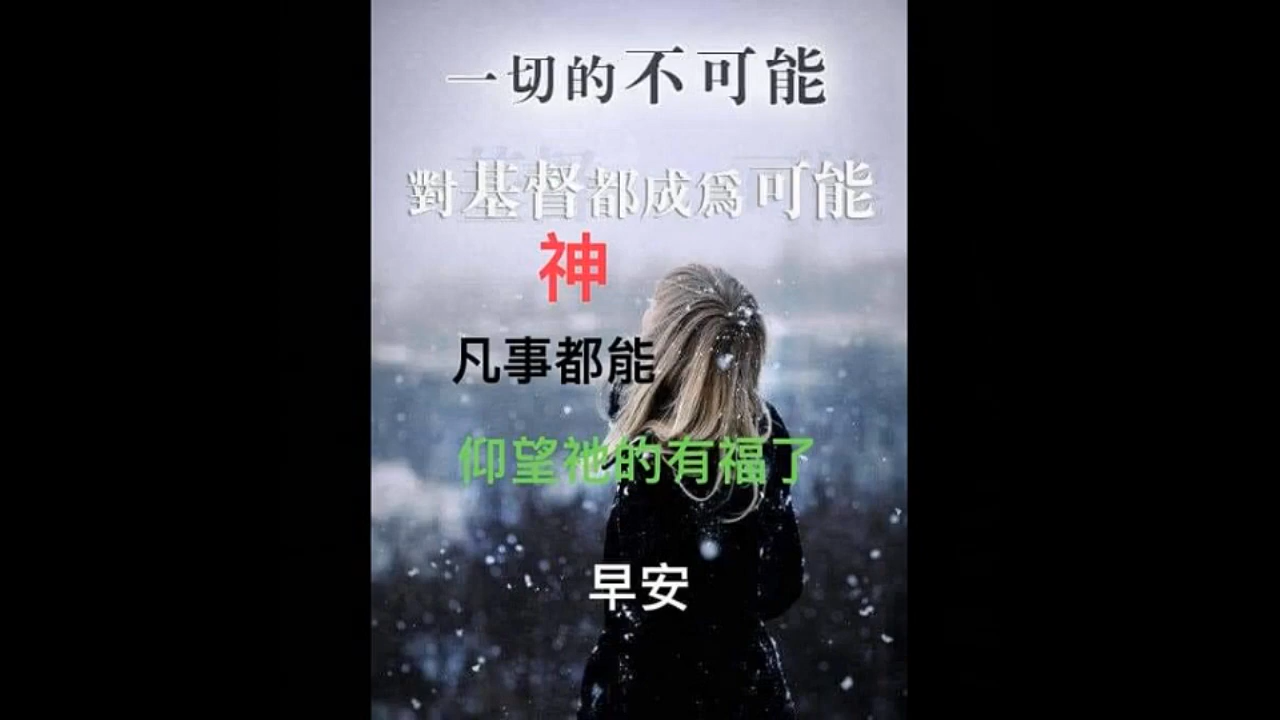 一切的不可能
對基督都成為可能
神
凡事都能
仰望祂的有福了
早安